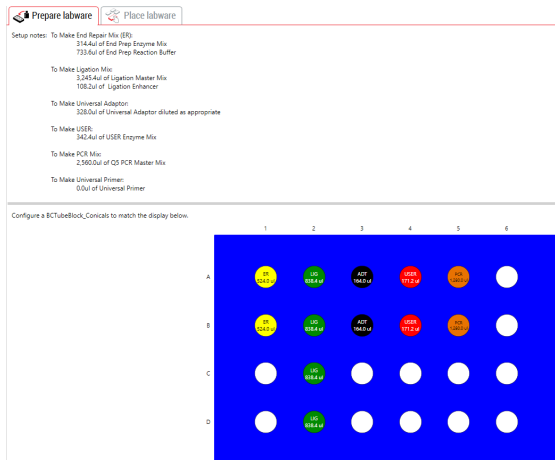 Prepare labware
Place labware
Setup notes: To Make End Repair Mix (ER):
314.4ul of End Prep Enzyme Mix
733.6ul of End Prep Reaction Buffer
To Make Ligation Mix:
3,245.4ul of Ligation Master Mix
108.2ul of Ligation Enhancer
To Make Universal Adaptor:
328.0ul of Universal Adaptor diluted as appropriate
To Make USER:
342.4ul of USER Enzyme Mix
To Make PCR Mix:
2,560.0ul of Q5 PCR Master Mix
To Make Universal Primer:
0.0ul of Universal Primer
Configure a BCTubeBlock_Conicals to match the display below.
1 2 3 4 5 6
A
ER LIG ADT USER PCR
524.0 ul 838.4 ul 164.0 ul 171.2 ul
B
ER LIG ADT USER PCR
524.0 ul 838.4 ul 164.0 ul 171.2 ul
C
LIG
838.4 ul
D
LIG
838.4 ul